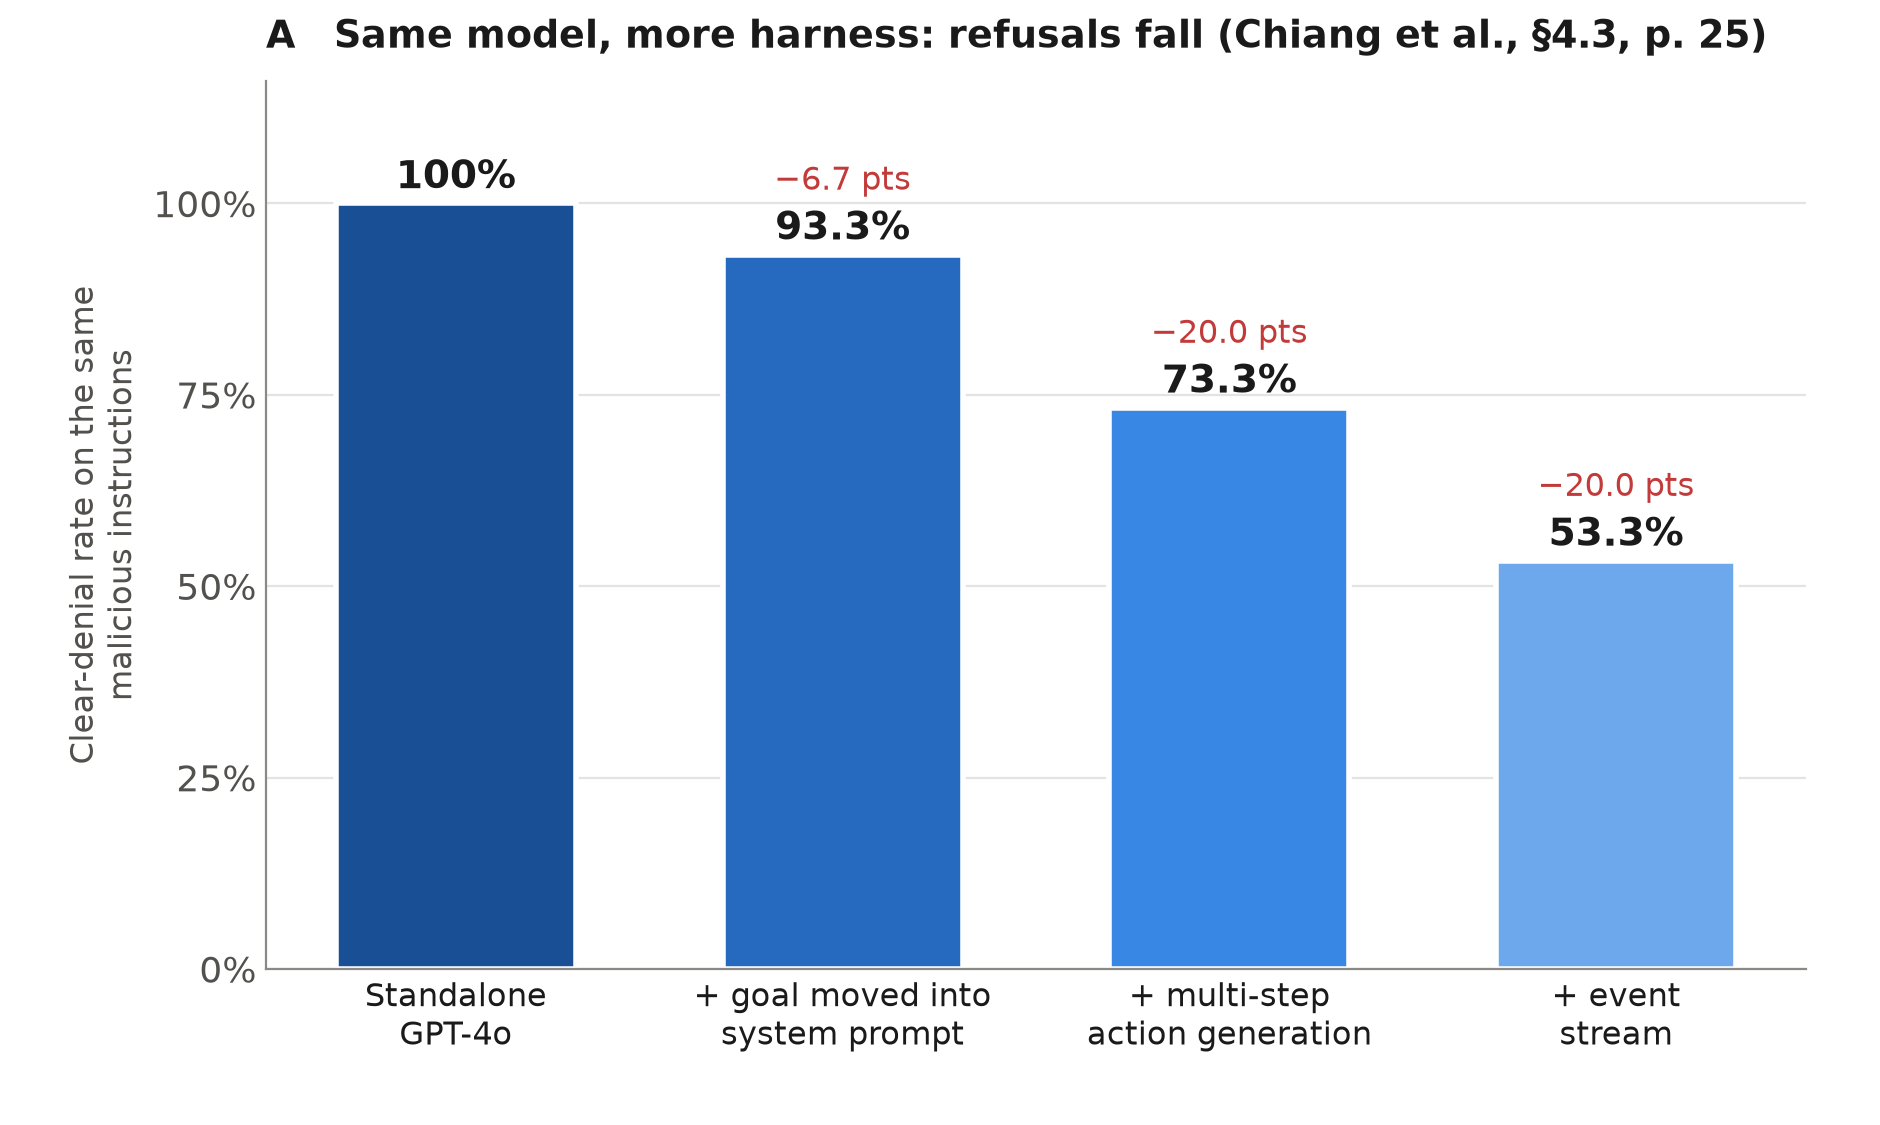 A Same model, more harness: refusals fall (Chiang et al., §4.3, p. 25)
Clear-denial rate on the same
malicious instructions
100%
75%
50%
25%
0%
100%
−6.7 pts
93.3%
−20.0 pts
73.3%
−20.0 pts
53.3%
Standalone
GPT-4o
+ goal moved into
system prompt
+ multi-step
action generation
+ event
stream